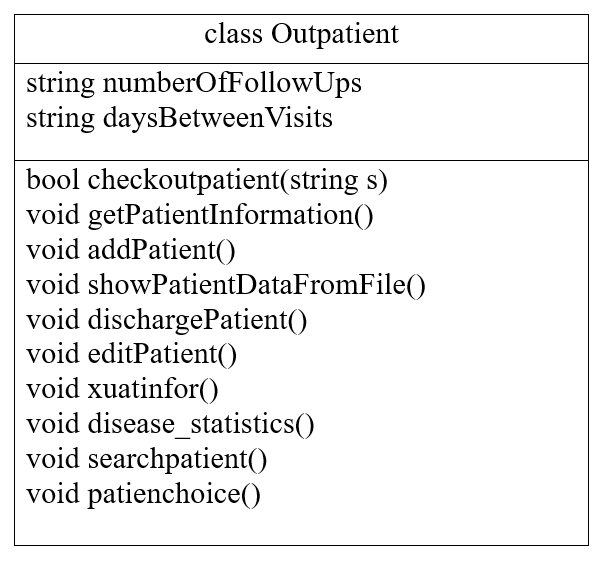 class Outpatient
string numberOfFollowUps
string daysBetweenVisits
bool checkoutpatient(string s)
void getPatientInformation()
void addPatient()
void showPatientDataFromFile()
void dischargePatient()
void editPatient()
void xuatinfor()
void disease_statistics()
void searchpatient()
void patienchoice()